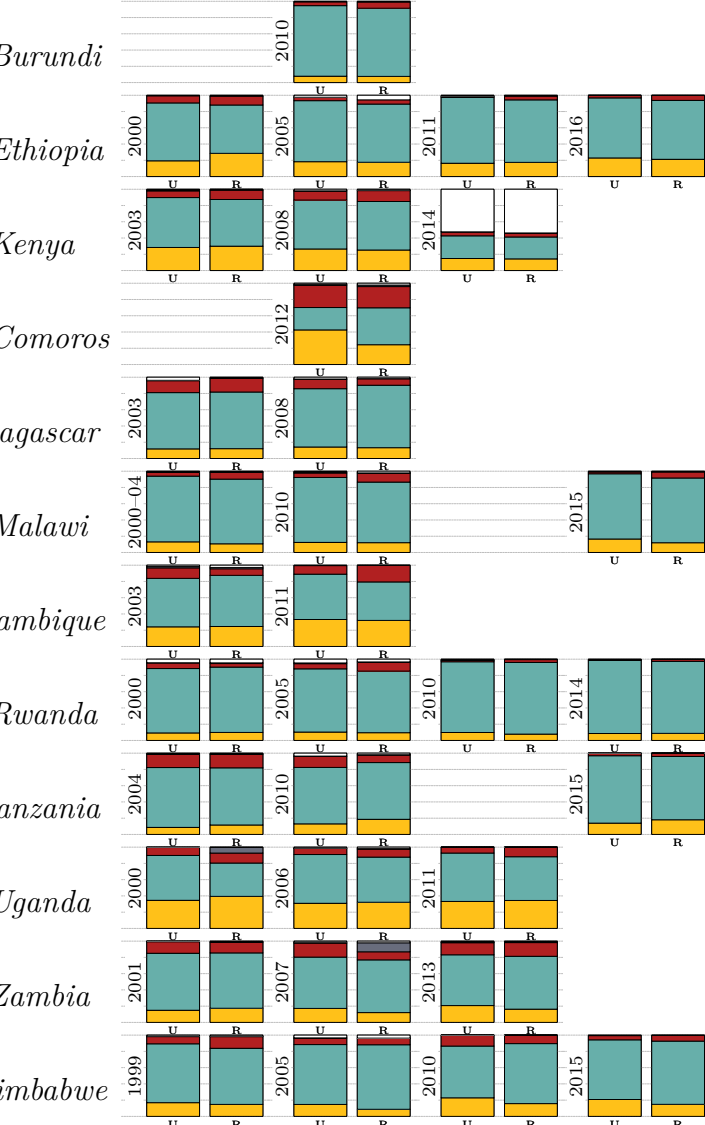 2010
Burundi
U R
2000 2005 2011 2016
Ethiopia
U R U R U R U R
2003 2008 2014
Kenya
U R U R U R
2012
Comoros
U R
2003 2008
agascar
U R U R
2000–04 2010 2015
Malawi
U R U R U R
2003 2011
ambique
U R U R
2000 2005 2010 2014
Rwanda
U R U R U R U R
2004 2010 2015
anzania
U R U R U R
2000 2006 2011
Uganda
U R U R U R
2001 2007 2013
Zambia
U R U R U R
1999 2005 2010 2015
imbabwe
U R U R U R U R